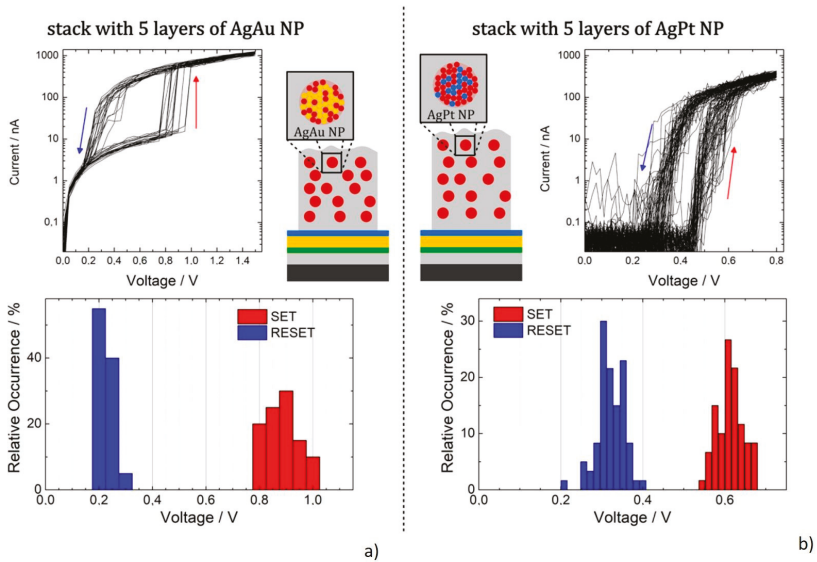 stack with 5 layers of AgAu NP
1000
100
10
1
0.1
Current / nA
0.0 0.2 0.4 0.6 0.8 1.0 1.2 1.4
Voltage / V
AgAu NP
SET
RESET
40
20
0
Relative Occurrence / %
0.0 0.2 0.4 0.6 0.8 1.0
Voltage / V
a)
stack with 5 layers of AgPt NP
AgPt NP
1000
100
10
1
0.1
Current / nA
0.0 0.2 0.4 0.6 0.8
Voltage / V
SET
RESET
30
20
10
0
Relative Occurrence / %
0.0 0.2 0.4 0.6
Voltage / V
b)